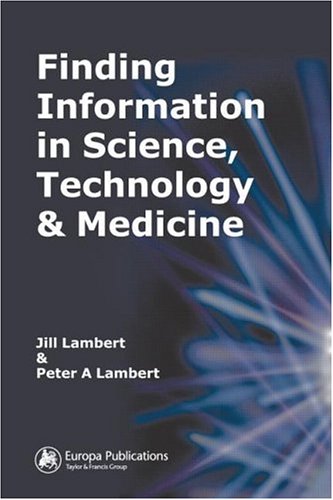 Finding
Information
in Science,
Technology
& Medicine
Jill Lambert
&
Peter A Lambert
Europa Publications
Taylor & Francis Group